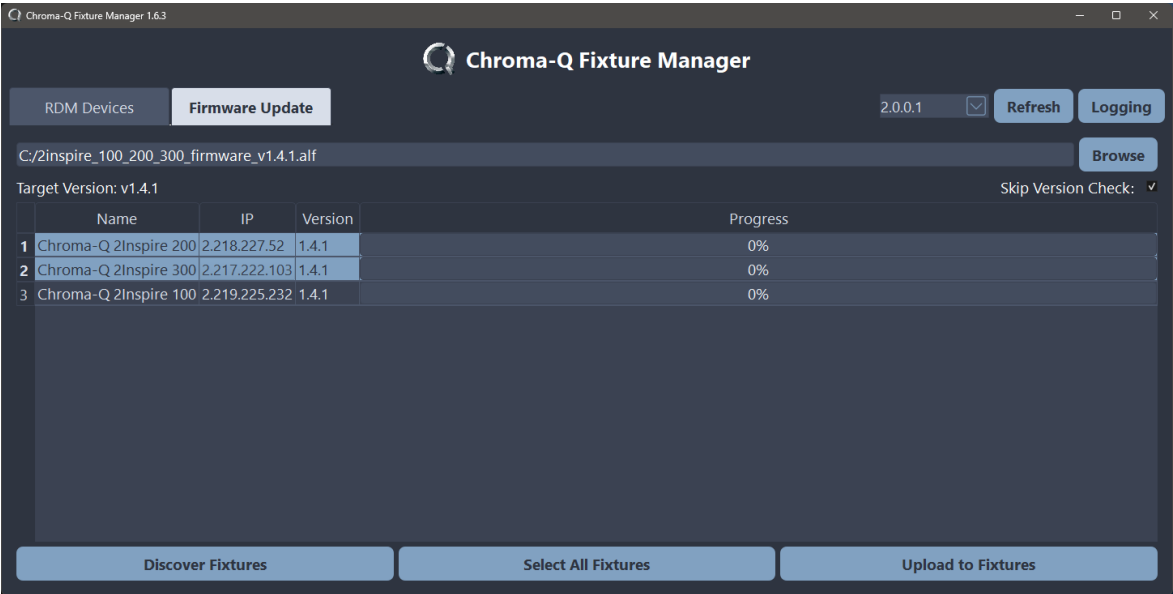 Chroma-Q Fixture Manager 1.6.3
Chroma-Q Fixture Manager
RDM Devices Firmware Update 2.0.0.1 Refresh Logging
C:/2inspire_100_200_300_firmware_v1.4.1.alf Browse
Target Version: v1.4.1 Skip Version Check:
Name IP Version Progress
1 Chroma-Q 2Inspire 200 2.218.227.52 1.4.1 0%
2 Chroma-Q 2Inspire 300 2.217.222.103 1.4.1 0%
3 Chroma-Q 2Inspire 100 2.219.225.232 1.4.1 0%
Discover Fixtures Select All Fixtures Upload to Fixtures